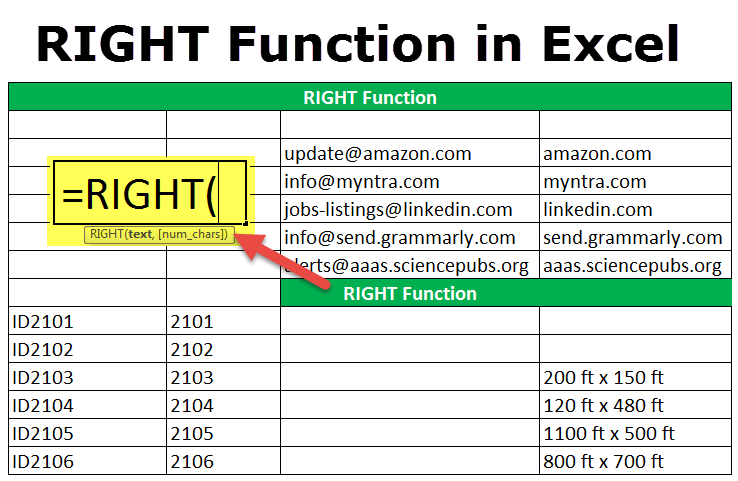 RIGHT Function in Excel
RIGHT Function
update@amazon.com amazon.com
info@myntra.com myntra.com
=RIGHT(
jobs-listings@linkedin.com linkedin.com
RIGHT(text, [num_chars])
info@send.grammarly.com send.grammarly.com
alerts@aaas.sciencepubs.org aaas.sciencepubs.org
RIGHT Function
ID2101 2101
ID2102 2102
ID2103 2103 200 ft x 150 ft
ID2104 2104 120 ft x 480 ft
ID2105 2105 1100 ft x 500 ft
ID2106 2106 800 ft x 700 ft